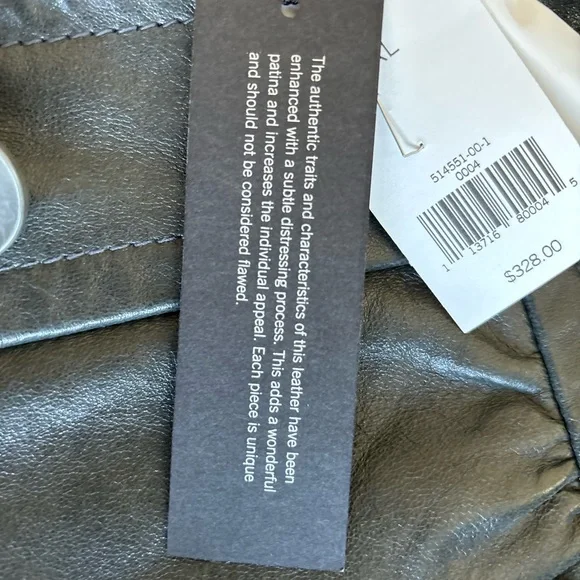 The authentic traits and characteristics of this leather have been
enhanced with a subtle distressing process. This adds a wonderful
patina and increases the individual appeal. Each piece is unique
and should not be considered flawed.
514551-00-1
0004
1 13716 80004 5
$328.00